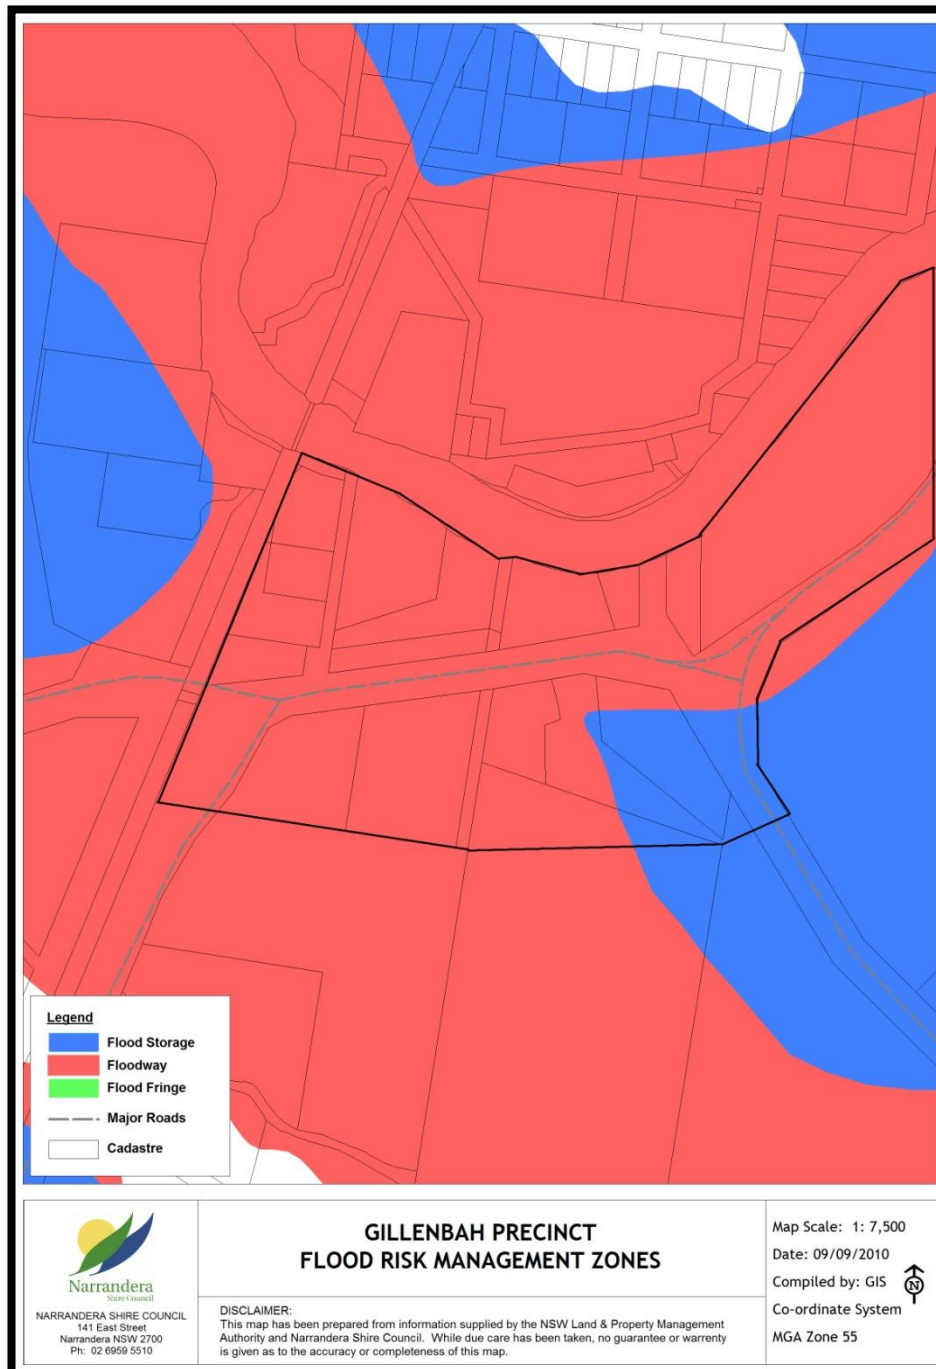 Legend
Flood Storage
Floodway
Flood Fringe
Major Roads
Cadastre
Narrandera
Shire Council
NARRANDERA SHIRE COUNCIL
141 East Street
Narrandera NSW 2700
Ph: 02 6959 5510
GILLENBAH PRECINCT
FLOOD RISK MANAGEMENT ZONES
DISCLAIMER:
This map has been prepared from information supplied by the NSW Land & Property Management
Authority and Narrandera Shire Council. While due care has been taken, no guarantee or warrenty
is given as to the accuracy or completeness of this map.
Map Scale: 1: 7,500
Date: 09/09/2010
Compiled by: GIS
N
Co-ordinate System
MGA Zone 55